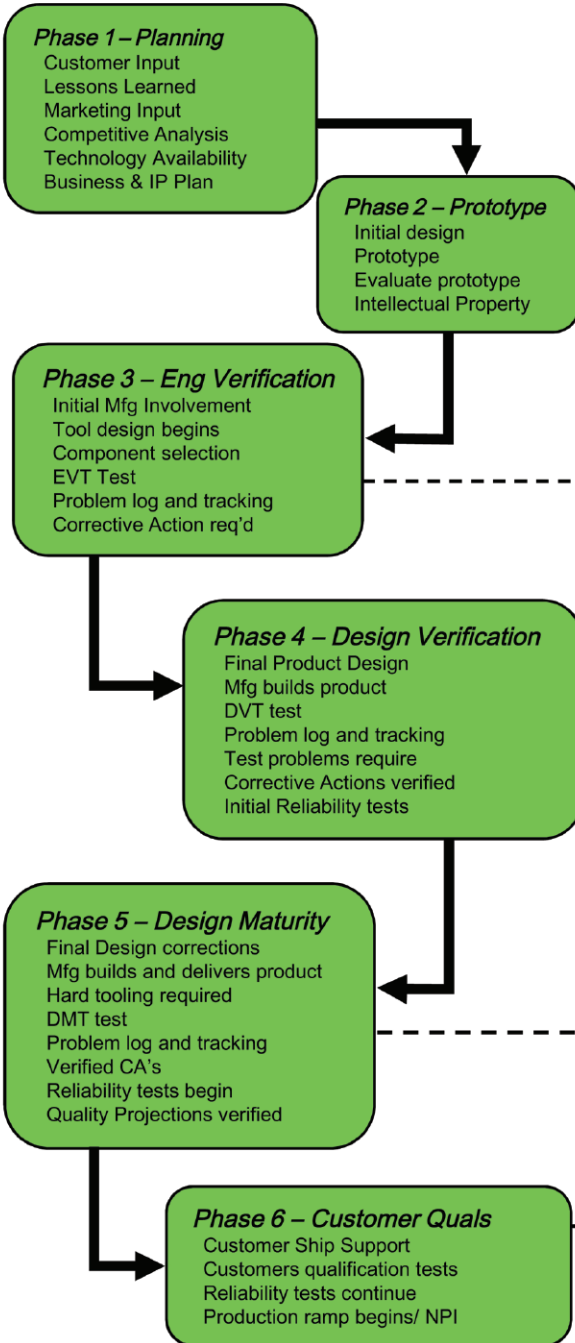 Phase 1 – Planning
Customer Input
Lessons Learned
Marketing Input
Competitive Analysis
Technology Availability
Business & IP Plan
Phase 2 – Prototype
Initial design
Prototype
Evaluate prototype
Intellectual Property
Phase 3 – Eng Verification
Initial Mfg Involvement
Tool design begins
Component selection
EVT Test
Problem log and tracking
Corrective Action req'd
Phase 4 – Design Verification
Final Product Design
Mfg builds product
DVT test
Problem log and tracking
Test problems require
Corrective Actions verified
Initial Reliability tests
Phase 5 – Design Maturity
Final Design corrections
Mfg builds and delivers product
Hard tooling required
DMT test
Problem log and tracking
Verified CA's
Reliability tests begin
Quality Projections verified
Phase 6 – Customer Quals
Customer Ship Support
Customers qualification tests
Reliability tests continue
Production ramp begins/ NPI